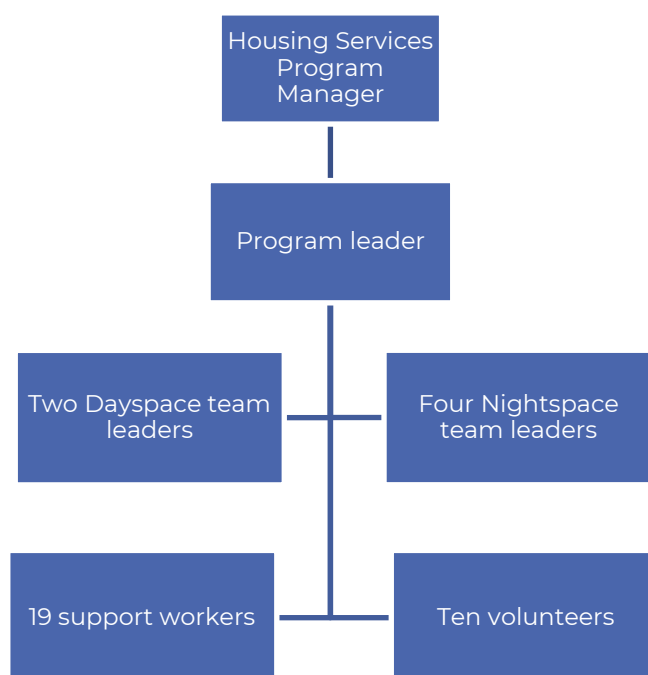 Housing Services
Program
Manager
Program leader
Two Dayspace team
leaders
Four Nightspace
team leaders
19 support workers
Ten volunteers